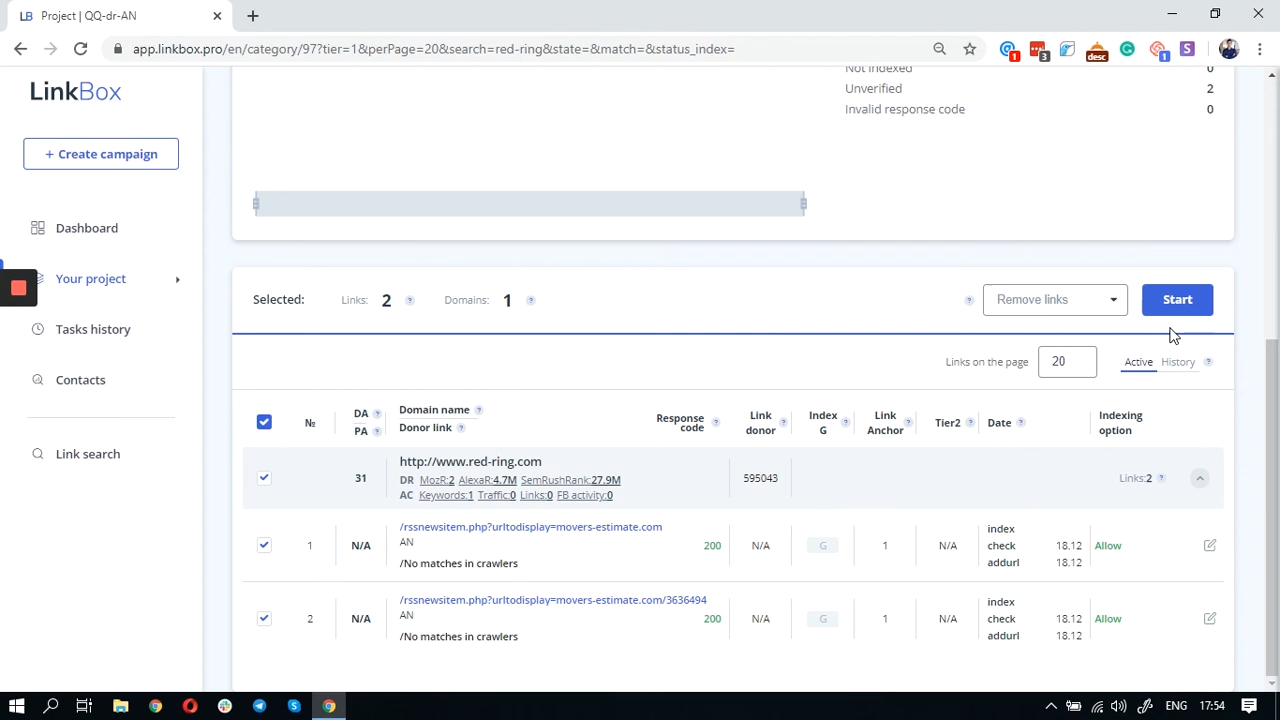 LB Project | QQ-dr-AN
app.linkbox.pro/en/category/97?tier=1&perPage=20&search=red-ring&state=&match=&status_index=
1 3 desc 1 S
LinkBox
+ Create campaign
Dashboard
Your project
Tasks history
Contacts
Link search
Not indexed 0
Unverified 2
Invalid response code 0
Selected: Links: 2 ? Domains: 1 ? ? Remove links Start
Links on the page 20 Active History ?
№ DA ? PA ? Domain name ? Donor link ? Response code ? Link donor ? Index G ? Link Anchor ? Tier2 ? Date ? Indexing option
31 http://www.red-ring.com 595043 Links:2 ?
DR MozR:2 AlexaR:4.7M SemRushRank:27.9M
AC Keywords:1 Traffic:0 Links:0 FB activity:0
/rssnewsitem.php?urltodisplay=movers-estimate.com index
1 N/A AN 200 N/A G 1 N/A check 18.12 Allow
/No matches in crawlers addurl 18.12
/rssnewsitem.php?urltodisplay=movers-estimate.com/3636494 index
2 N/A AN 200 N/A G 1 N/A check 18.12 Allow
/No matches in crawlers addurl 18.12
ENG 17:54